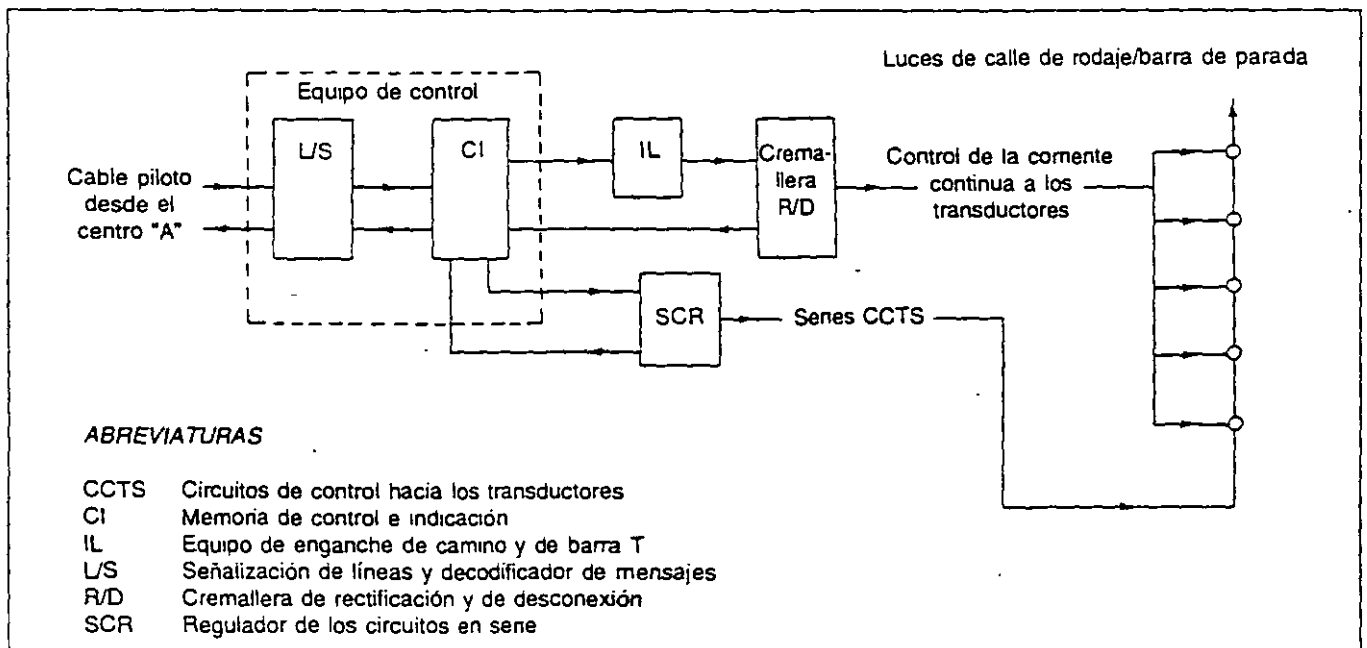 Luces de calle de rodaje/barra de parada
Equipo de control
L/S
CI
IL
Crema-
llera
R/D
Cable piloto
desde el
centro "A"
Control de la corriente
continua a los
transductores
SCR
Series CCTS
ABREVIATURAS
CCTS Circuitos de control hacia los transductores
CI Memoria de control e indicación
IL Equipo de enganche de camino y de barra T
L/S Señalización de líneas y decodificador de mensajes
R/D Cremallera de rectificación y de desconexión
SCR Regulador de los circuitos en serie